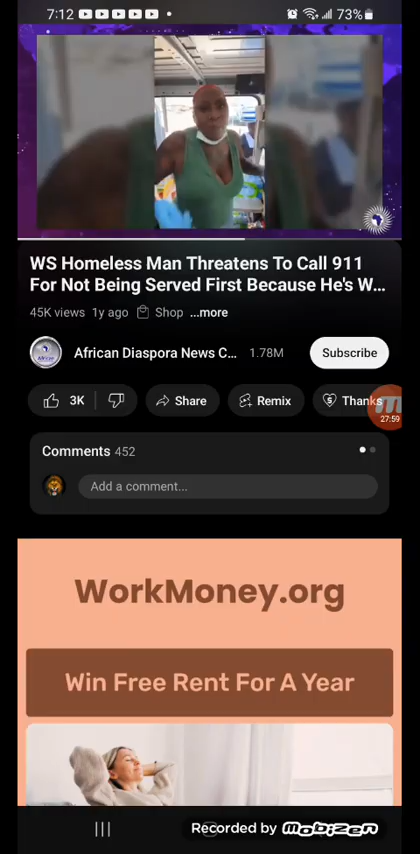 7:12
73%
WS Homeless Man Threatens To Call 911
For Not Being Served First Because He's W...
45K views 1y ago Shop ...more
African Diaspora News C... 1.78M Subscribe
3K Share Remix Thanks
27:59
Comments 452
Add a comment...
WorkMoney.org
Win Free Rent For A Year
Recorded by mobizen